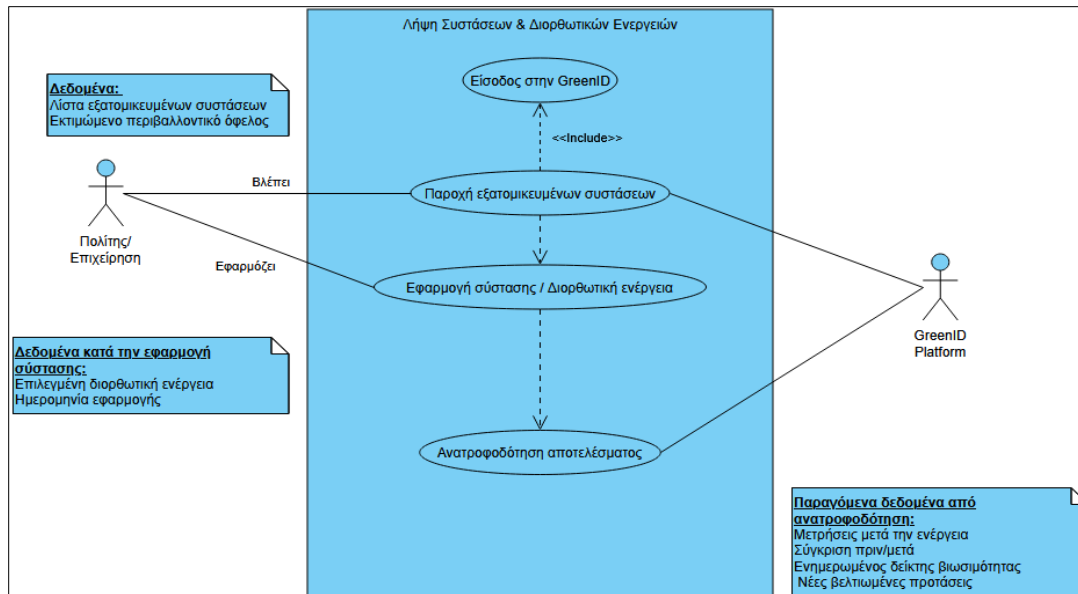 Λήψη Συστάσεων & Διορθωτικών Ενεργειών
Είσοδος στην GreenID
Δεδομένα:
Λίστα εξατομικευμένων συστάσεων
Εκτιμώμενο περιβαλλοντικό όφελος
<<Include>>
Βλέπει
Παροχή εξατομικευμένων συστάσεων
Πολίτης/
Επιχείρηση
Εφαρμόζει
Εφαρμογή σύστασης / Διορθωτική ενέργεια
GreenID
Platform
Δεδομένα κατά την εφαρμογή
σύστασης:
Επιλεγμένη διορθωτική ενέργεια
Ημερομηνία εφαρμογής
Ανατροφοδότηση αποτελέσματος
Παραγόμενα δεδομένα από
ανατροφοδότηση:
Μετρήσεις μετά την ενέργεια
Σύγκριση πριν/μετά
Ενημερωμένος δείκτης βιωσιμότητας
Νέες βελτιωμένες προτάσεις